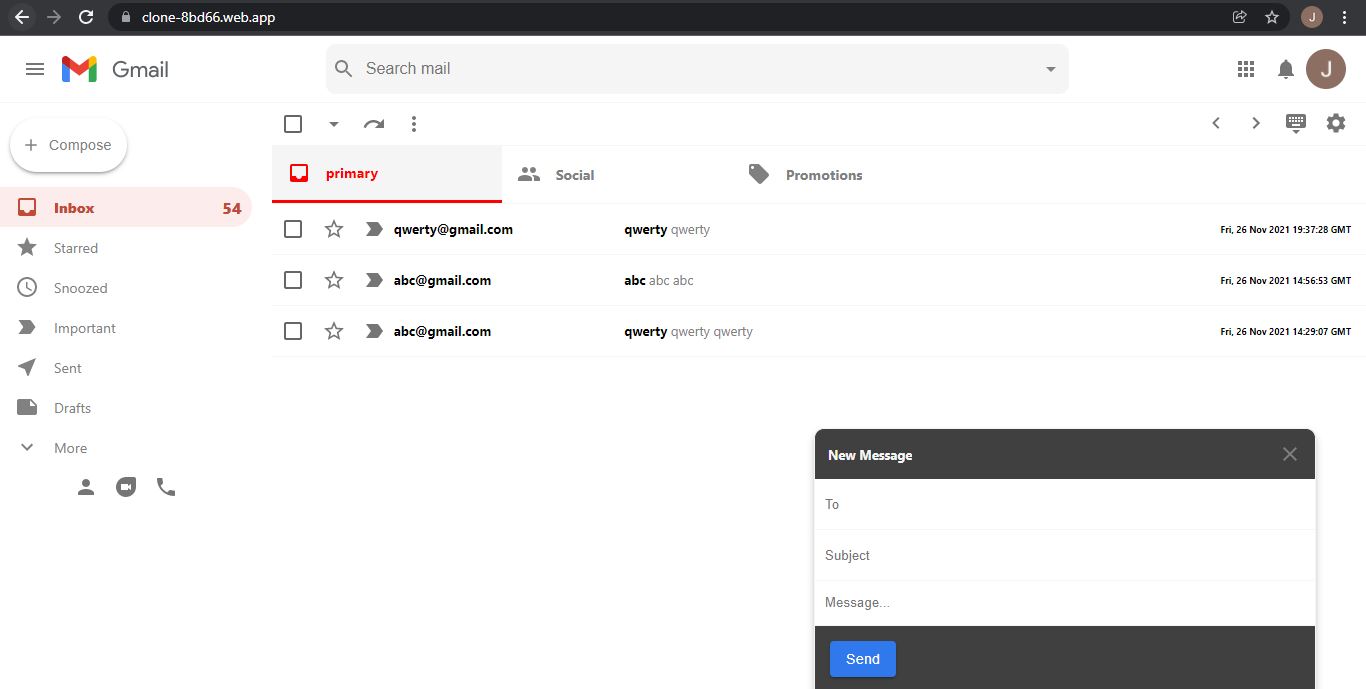 clone-8bd66.web.app
J
Gmail
Search mail
J
Compose
primary
Social
Promotions
Inbox 54
Starred
Snoozed
Important
Sent
Drafts
More
qwerty@gmail.com qwerty qwerty Fri, 26 Nov 2021 19:37:28 GMT
abc@gmail.com abc abc abc Fri, 26 Nov 2021 14:56:53 GMT
abc@gmail.com qwerty qwerty qwerty Fri, 26 Nov 2021 14:29:07 GMT
New Message
To
Subject
Message...
Send